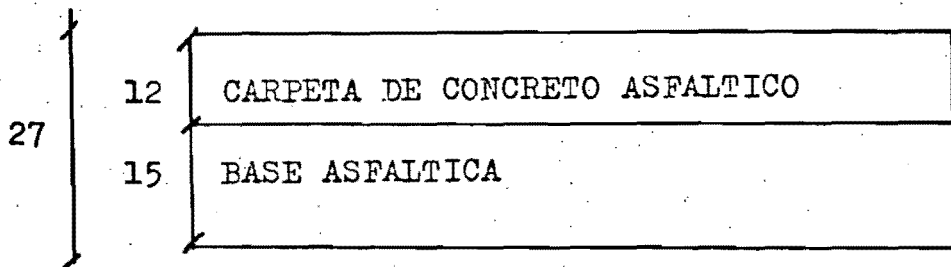 12 CARPETA DE CONCRETO ASFALTICO
27
15 BASE ASFALTICA